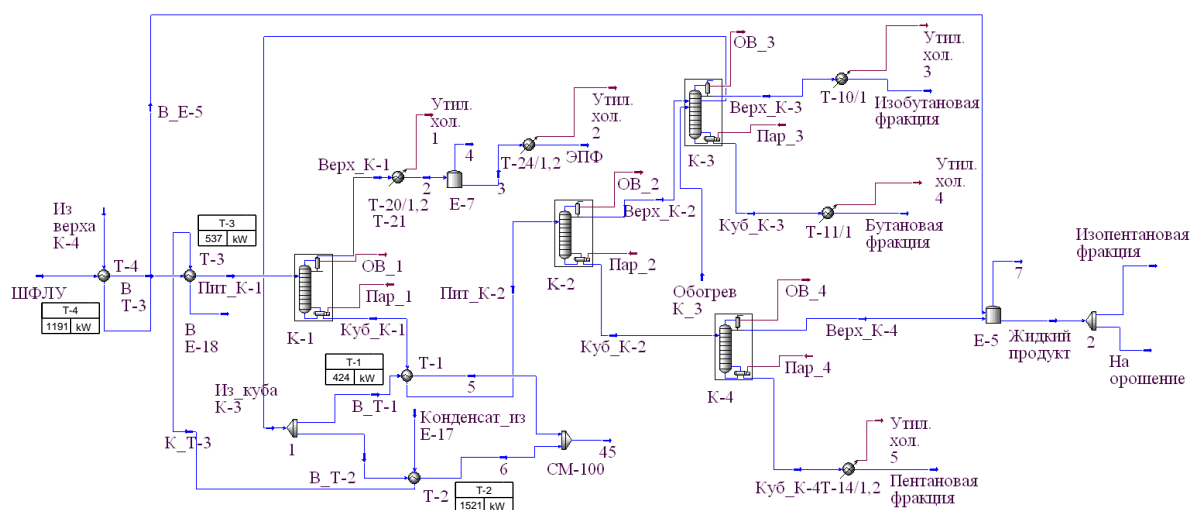 В_Е-5
Из
верха
К-4
ШФЛУ
Т-4
В
Т-3
Т-4
1191 kW
Т-3
537 kW
Т-3
Пит_К-1
В
Е-18
Верх_К-1
Утил.
хол.
1
Т-20/1,2
Т-21
2
4
Е-7
3
Утил.
хол.
2
Т-24/1,2
ЭПФ
ОВ_1
Пар_1
К-1
Куб_К-1
Т-1
424 kW
Т-1
5
Из_куба
К-3
В_Т-1
1
К_Т-3
В_Т-2
Конденсат_из
Е-17
Т-2
6
Т-2
1521 kW
СМ-100
45
Пит_К-2
ОВ_2
Верх_К-2
Пар_2
К-2
Куб_К-2
ОВ_3
Верх_К-3
Пар_3
К-3
Обогрев
К_3
Куб_К-3
Утил.
хол.
3
Т-10/1
Изобутановая
фракция
Утил.
хол.
4
Т-11/1
Бутановая
фракция
ОВ_4
Верх_К-4
Пар_4
К-4
Куб_К-4
Т-14/1,2
Утил.
хол.
5
Пентановая
фракция
7
Е-5
Жидкий
продукт
2
Изопентановая
фракция
На
орошение